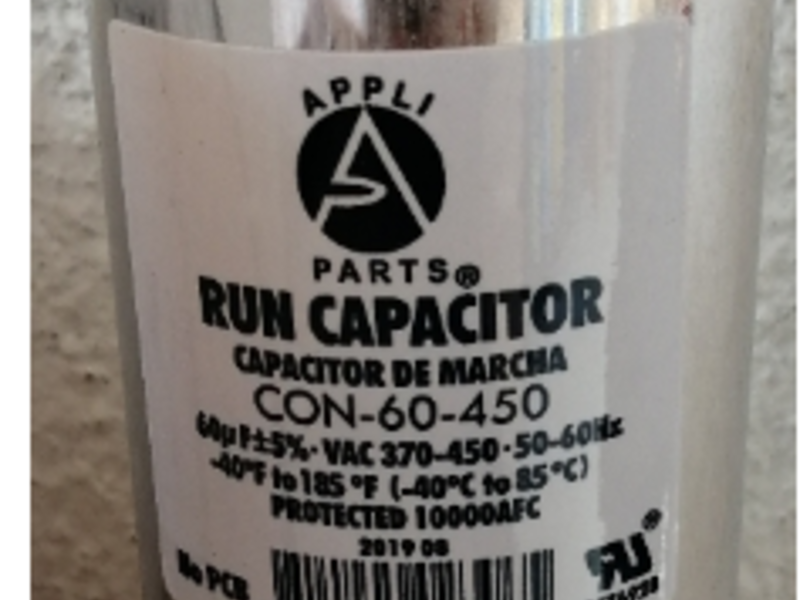 APPLI
PARTS®
RUN CAPACITOR
CAPACITOR DE MARCHA
CON-60-450
60µF±5%·VAC 370-450·50-60Hz
-40°F to 185 °F (-40°C to 85°C)
PROTECTED 10000AFC
2019 08
No PCB